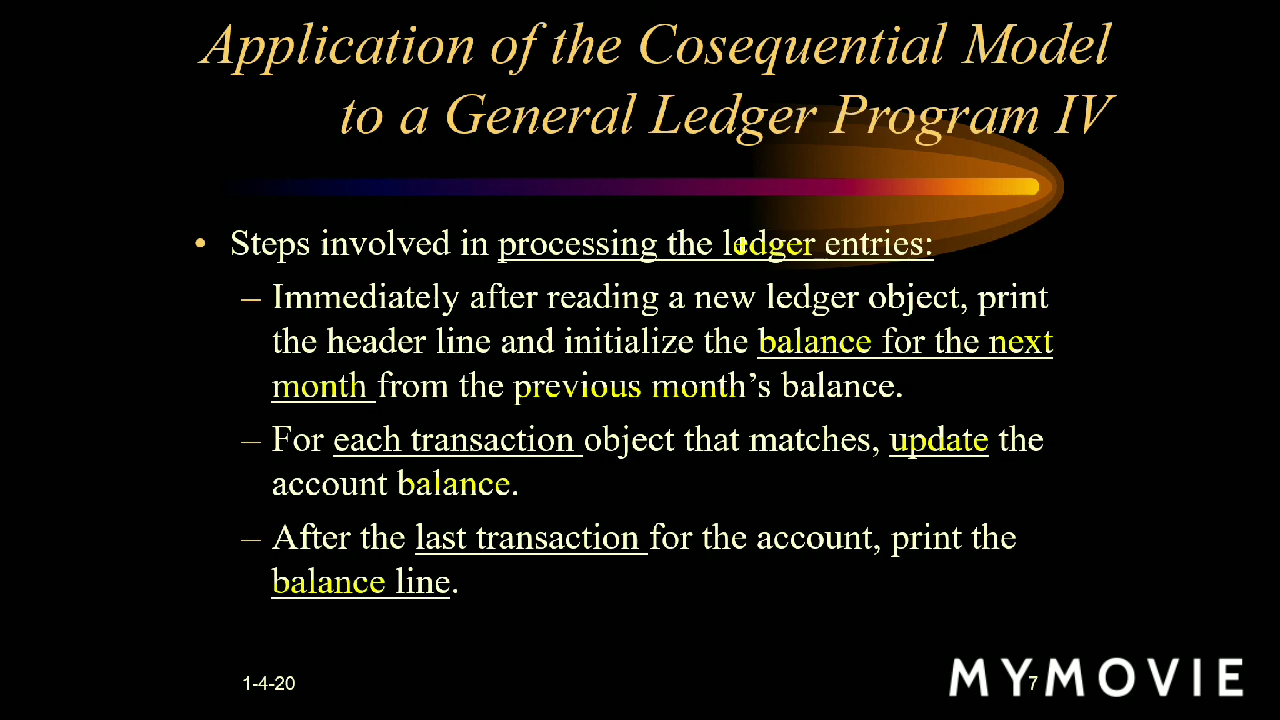 Application of the Cosequential Model
to a General Ledger Program IV
• Steps involved in processing the ledger entries:
– Immediately after reading a new ledger object, print
the header line and initialize the balance for the next
month from the previous month’s balance.
– For each transaction object that matches, update the
account balance.
– After the last transaction for the account, print the
balance line.
1-4-20
7
MYMOVIE